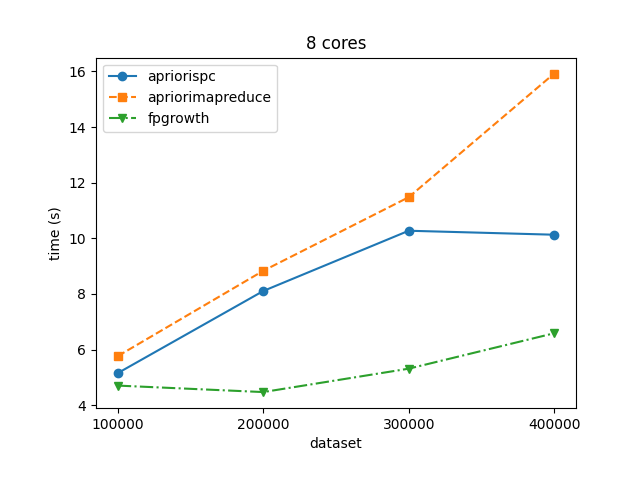 8 cores
apriorispc
apriorimapreduce
fpgrowth
time (s)
16
14
12
10
8
6
4
100000 200000 300000 400000
dataset